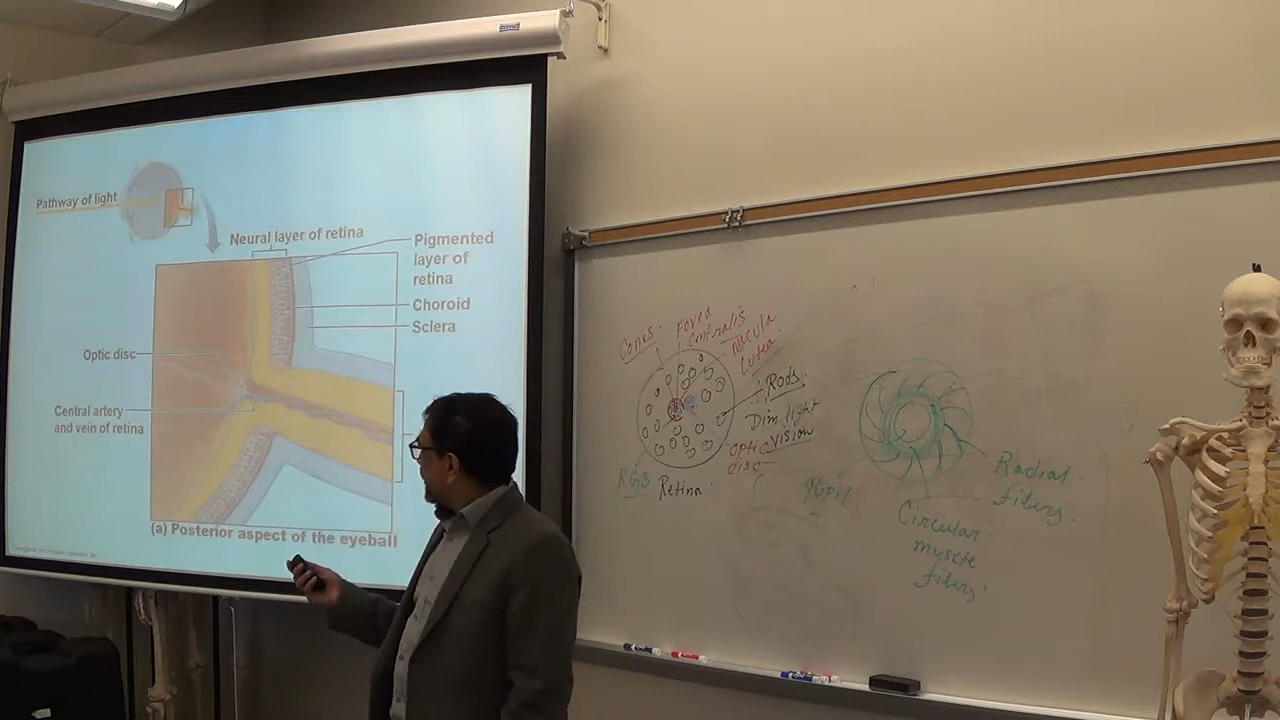 Pathway of light
Neural layer of retina
Pigmented
layer of
retina
Choroid
Sclera
Optic disc
Central artery
and vein of retina
(a) Posterior aspect of the eyeball
Cones
Fovea
Centralis
Macula
Lutea
Rods
Dim light
Vision
Optic
disc
RGB
Retina
Pupil
Radial
fibers
Circular
muscle
fibers